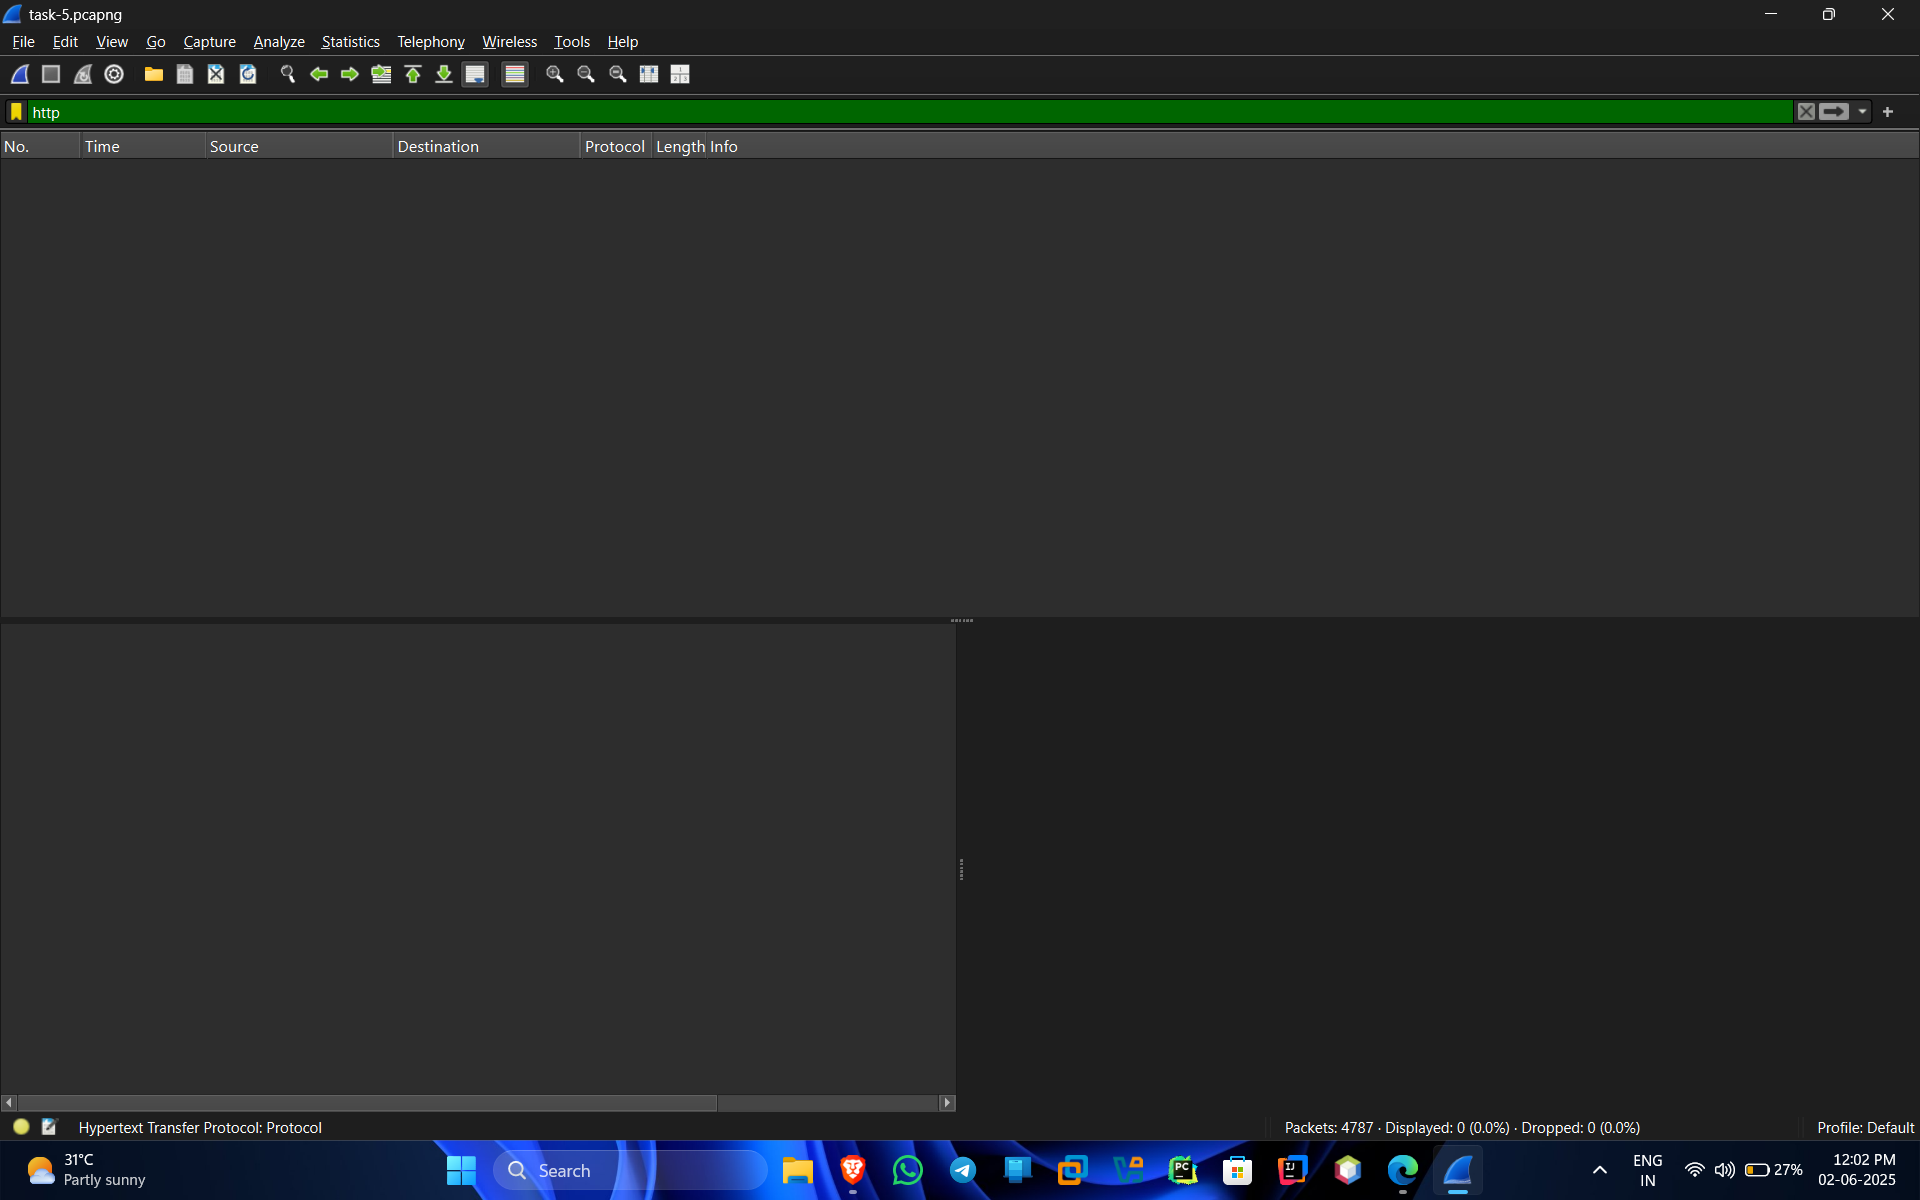 task-5.pcapng
File Edit View Go Capture Analyze Statistics Telephony Wireless Tools Help
http
No. Time Source Destination Protocol Length Info
Hypertext Transfer Protocol: Protocol
Packets: 4787 · Displayed: 0 (0.0%) · Dropped: 0 (0.0%)
Profile: Default
31°C
Partly sunny
Search
PC
IJ
ENG
IN
27%
12:02 PM
02-06-2025